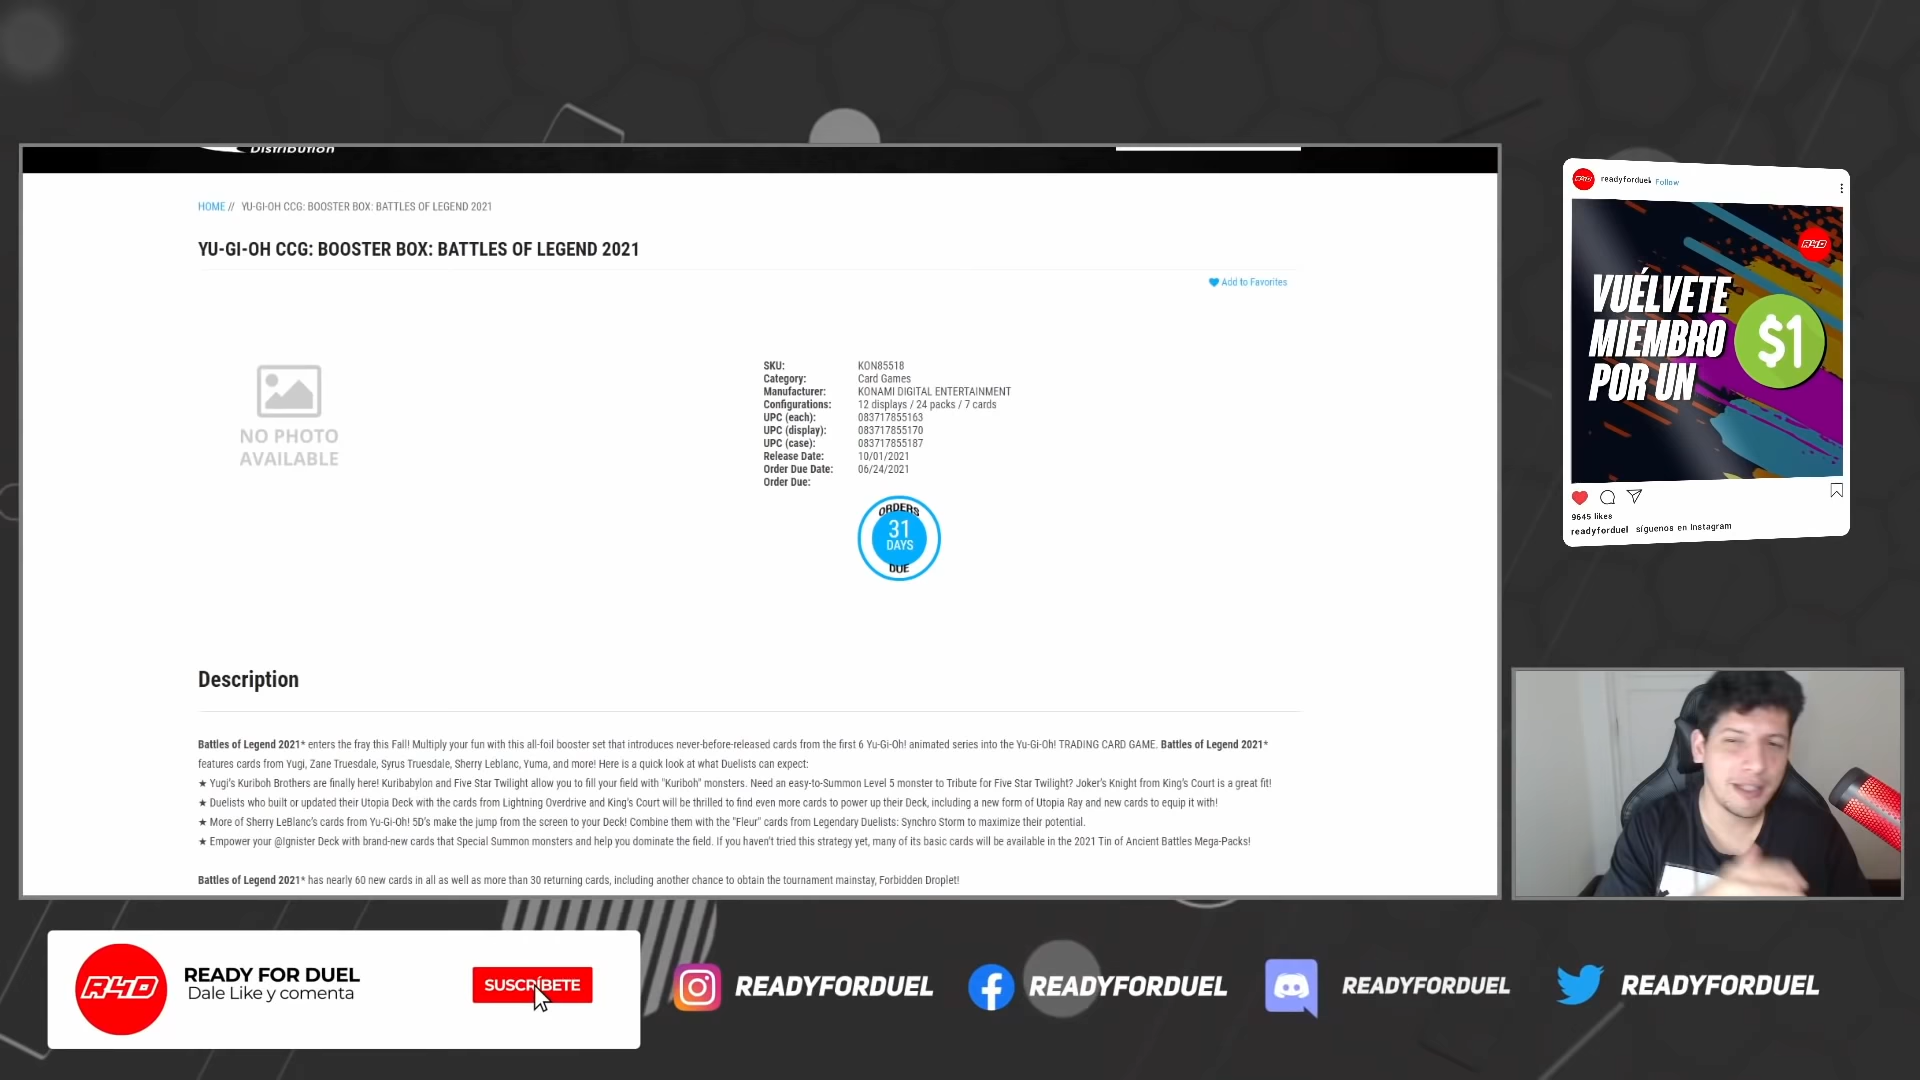 Distribution
HOME // YU-GI-OH CCG: BOOSTER BOX: BATTLES OF LEGEND 2021
YU-GI-OH CCG: BOOSTER BOX: BATTLES OF LEGEND 2021
Add to Favorites
NO PHOTO
AVAILABLE
SKU: KON85518
Category: Card Games
Manufacturer: KONAMI DIGITAL ENTERTAINMENT
Configurations: 12 displays / 24 packs / 7 cards
UPC (each): 083717855163
UPC (display): 083717855170
UPC (case): 083717855187
Release Date: 10/01/2021
Order Due Date: 06/24/2021
Order Due:
ORDERS
31
DAYS
DUE
Description
Battles of Legend 2021* enters the fray this Fall! Multiply your fun with this all-foil booster set that introduces never-before-released cards from the first 6 Yu-Gi-Oh! animated series into the Yu-Gi-Oh! TRADING CARD GAME. Battles of Legend 2021*
features cards from Yugi, Zane Truesdale, Syrus Truesdale, Sherry Leblanc, Yuma, and more! Here is a quick look at what Duelists can expect:
★ Yugi's Kuriboh Brothers are finally here! Kuribabylon and Five Star Twilight allow you to fill your field with "Kuriboh" monsters. Need an easy-to-Summon Level 5 monster to Tribute for Five Star Twilight? Joker's Knight from King's Court is a great fit!
★ Duelists who built or updated their Utopia Deck with the cards from Lightning Overdrive and King's Court will be thrilled to find even more cards to power up their Deck, including a new form of Utopia Ray and new cards to equip it with!
★ More of Sherry LeBlanc's cards from Yu-Gi-Oh! 5D's make the jump from the screen to your Deck! Combine them with the "Fleur" cards from Legendary Duelists: Synchro Storm to maximize their potential.
★ Empower your @Ignister Deck with brand-new cards that Special Summon monsters and help you dominate the field. If you haven't tried this strategy yet, many of its basic cards will be available in the 2021 Tin of Ancient Battles Mega-Packs!
Battles of Legend 2021* has nearly 60 new cards in all as well as more than 30 returning cards, including another chance to obtain the tournament mainstay, Forbidden Droplet!
R4D
readyforduel Follow
R4D
VUÉLVETE
MIEMBRO
POR UN
$1
9645 likes
readyforduel síguenos en Instagram
R4D
READY FOR DUEL
Dale Like y comenta
SUSCRÍBETE
READYFORDUEL
READYFORDUEL
READYFORDUEL
READYFORDUEL